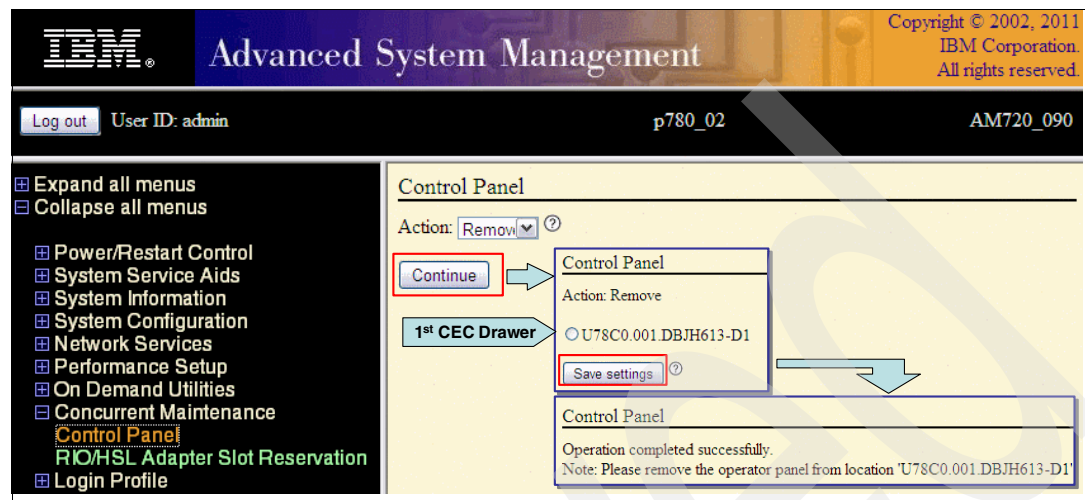 IBM®
Advanced System Management
Copyright © 2002, 2011
IBM Corporation.
All rights reserved.
Log out User ID: admin p780_02 AM720_090
Expand all menus
Collapse all menus
Power/Restart Control
System Service Aids
System Information
System Configuration
Network Services
Performance Setup
On Demand Utilities
Concurrent Maintenance
Control Panel
RIO/HSL Adapter Slot Reservation
Login Profile
Control Panel
Action: Remov
Continue
1st CEC Drawer
Control Panel
Action: Remove
U78C0.001.DBJH613-D1
Save settings
Control Panel
Operation completed successfully.
Note: Please remove the operator panel from location 'U78C0.001.DBJH613-D1'